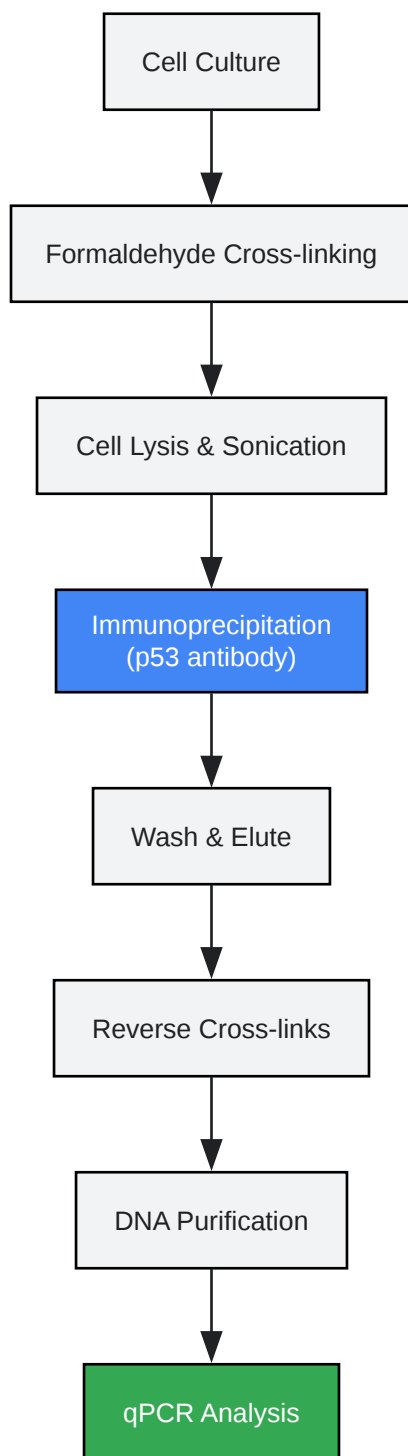 Cell Culture
Formaldehyde Cross-linking
Cell Lysis & Sonication
Immunoprecipitation
(p53 antibody)
Wash & Elute
Reverse Cross-links
DNA Purification
qPCR Analysis